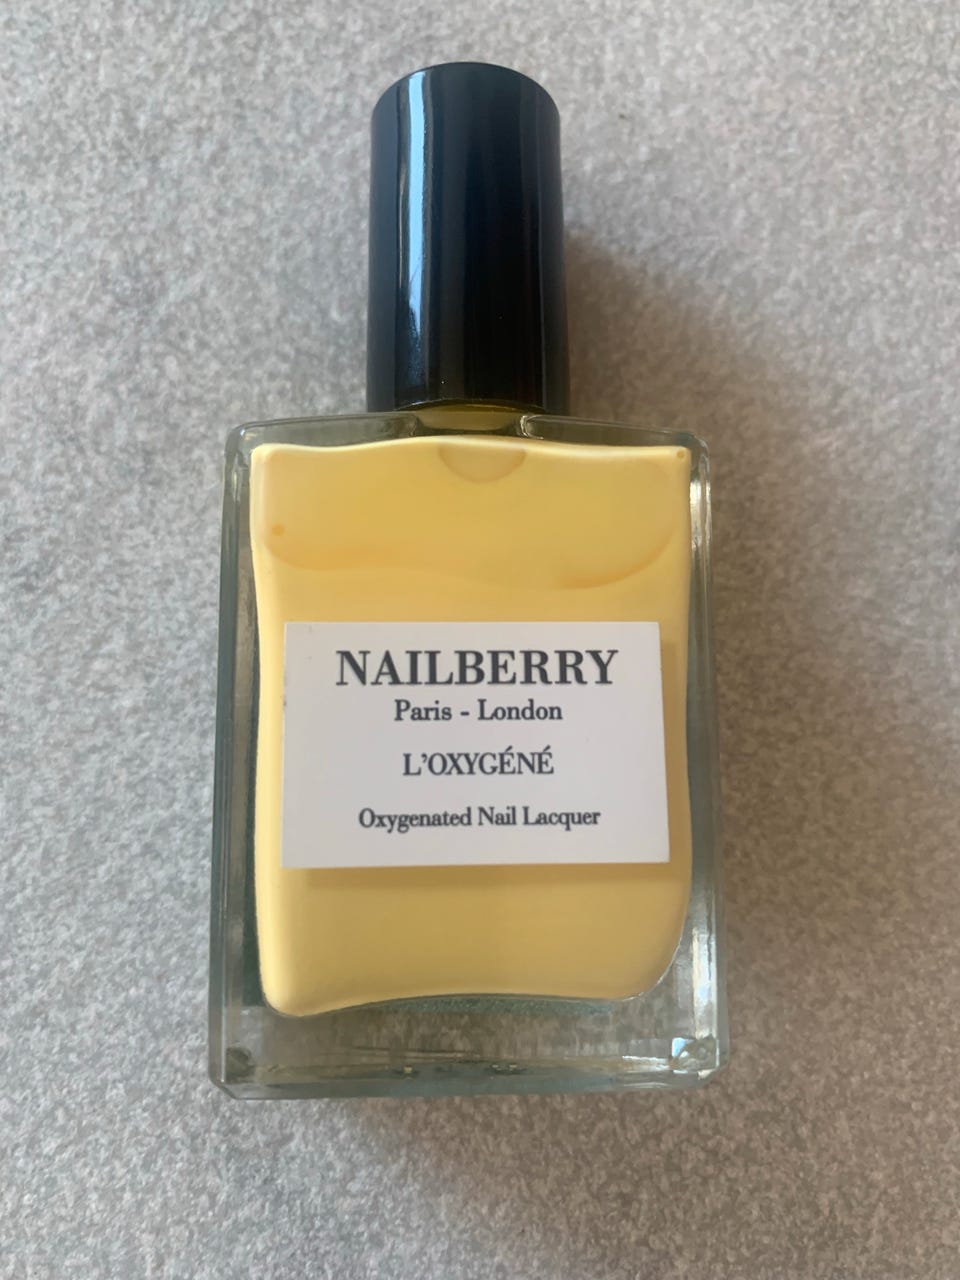 NAILBERRY
Paris - London
L'OXYGÉNÉ
Oxygenated Nail Lacquer